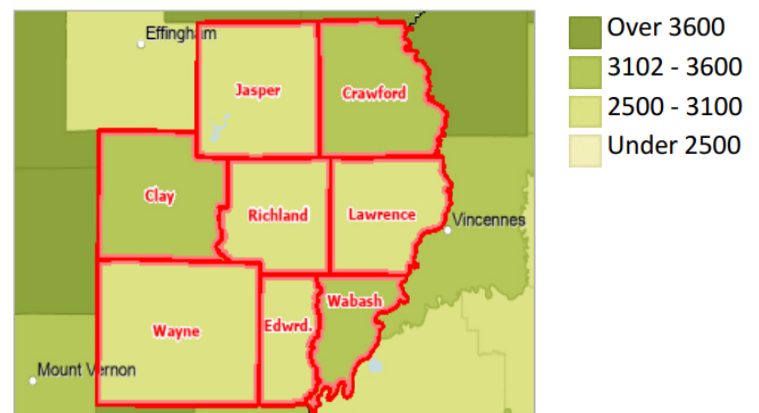 Effingham
Jasper
Crawford
Clay
Richland
Lawrence
Vincennes
Wabash
Wayne
Edwrd.
Mount Vernon
Over 3600
3102 - 3600
2500 - 3100
Under 2500